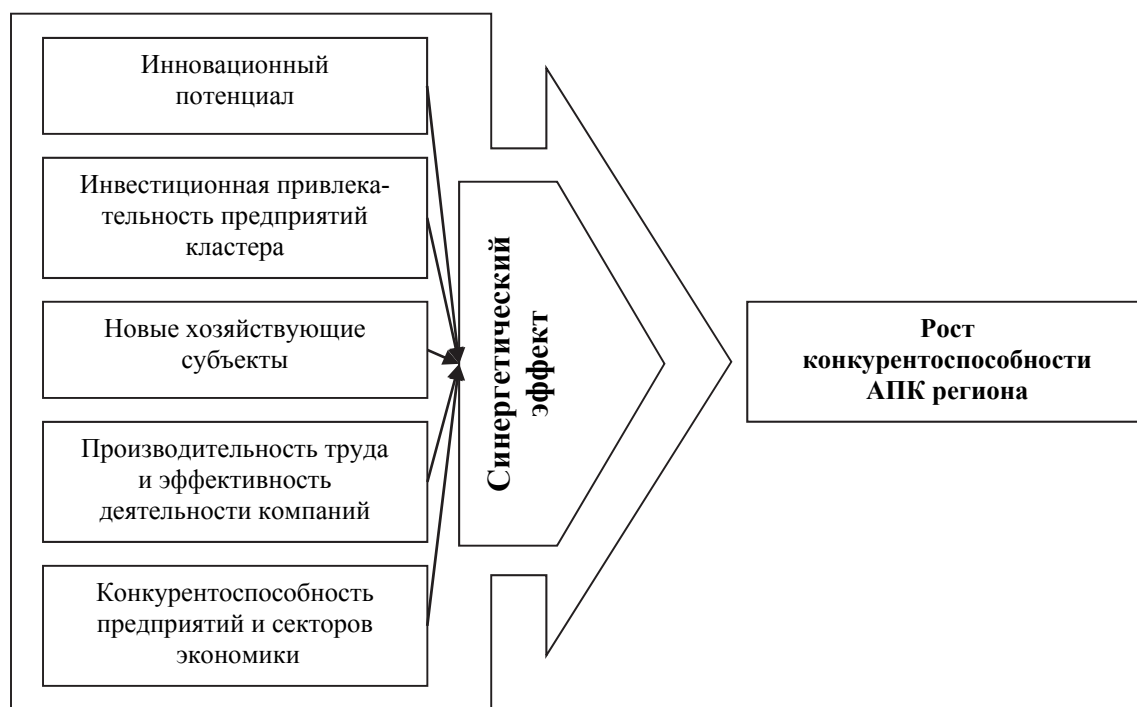 Инновационный
потенциал
Инвестиционная привлека-
тельность предприятий
кластера
Новые хозяйствующие
субъекты
Производительность труда
и эффективность
деятельности компаний
Конкурентоспособность
предприятий и секторов
экономики
Синергетический
эффект
Рост
конкурентоспособности
АПК региона